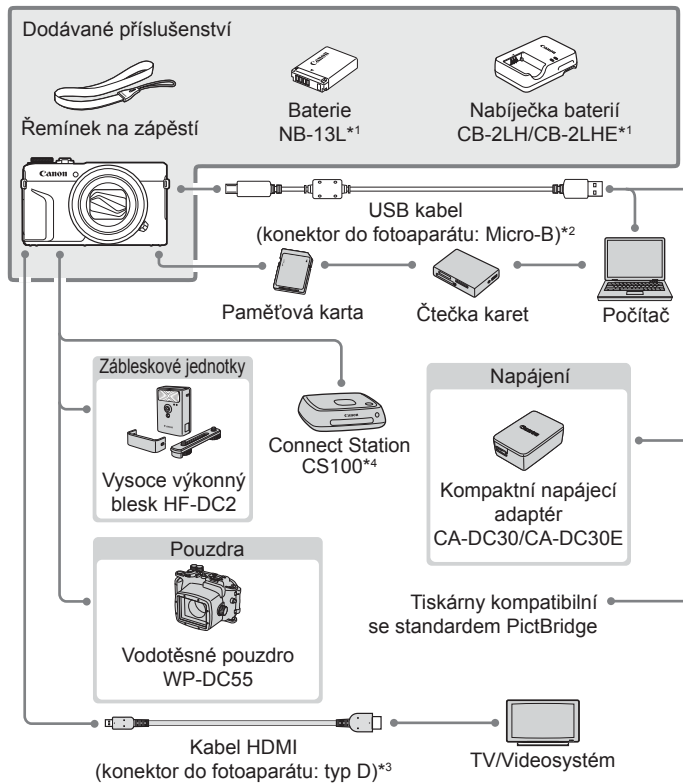 Dodávané příslušenství
Řemínek na zápěstí
Baterie
NB-13L*1
Nabíječka baterií
CB-2LH/CB-2LHE*1
Canon
USB kabel
(konektor do fotoaparátu: Micro-B)*2
Paměťová karta
Čtečka karet
Počítač
Zábleskové jednotky
Vysoce výkonný
blesk HF-DC2
Canon
Connect Station
CS100*4
Napájení
Canon
Kompaktní napájecí
adaptér
CA-DC30/CA-DC30E
Pouzdra
Vodotěsné pouzdro
WP-DC55
Tiskárny kompatibilní
se standardem PictBridge
Kabel HDMI
(konektor do fotoaparátu: typ D)*3
TV/Videosystém